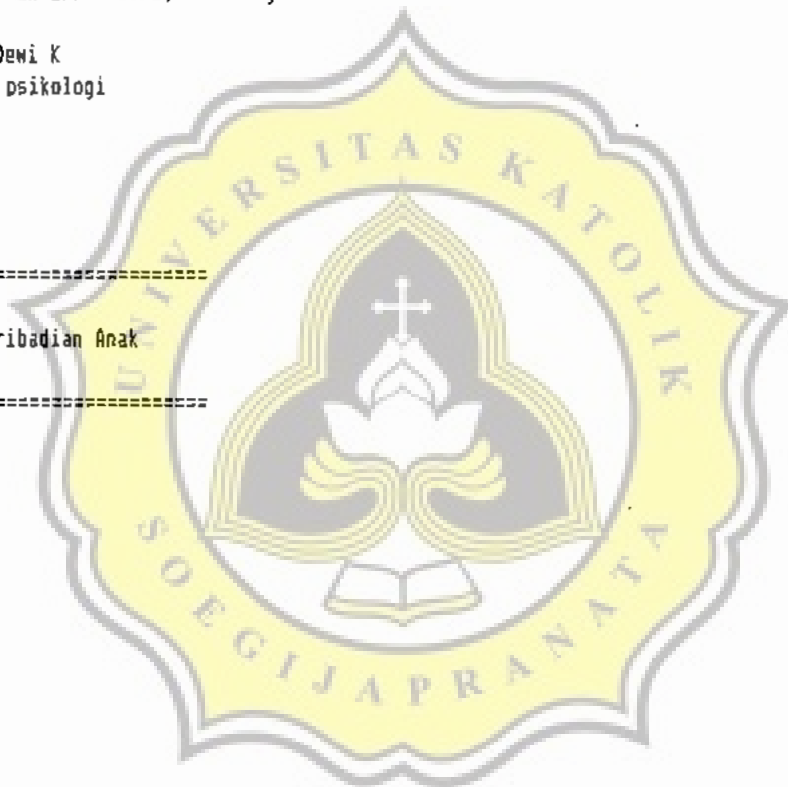 Dewi K
psikologi
===================
ribadian Anak
===================
UNIVERSITAS KATOLIK
SOEGIJAPRANATA